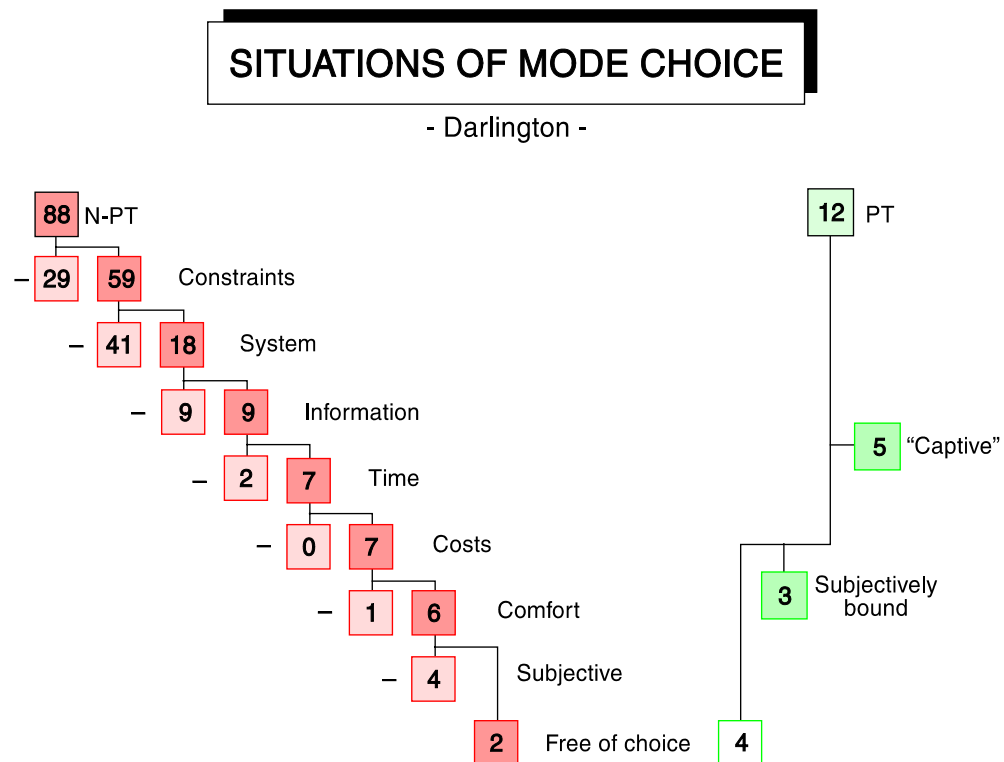 SITUATIONS OF MODE CHOICE
- Darlington -
88 N-PT
12 PT
– 29 59 Constraints
– 41 18 System
– 9 9 Information
5 “Captive”
– 2 7 Time
– 0 7 Costs
– 1 6 Comfort
3 Subjectively
bound
– 4 Subjective
2 Free of choice 4